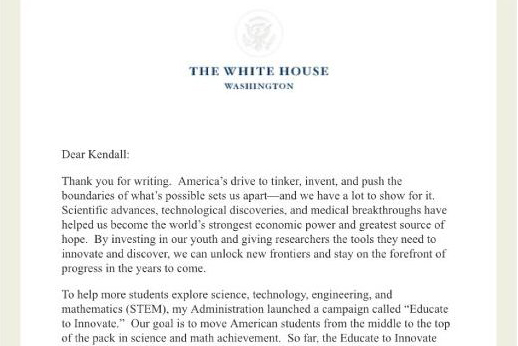 THE WHITE HOUSE
WASHINGTON
Dear Kendall:
Thank you for writing.  America’s drive to tinker, invent, and push the
boundaries of what’s possible sets us apart—and we have a lot to show for it.
Scientific advances, technological discoveries, and medical breakthroughs have
helped us become the world’s strongest economic power and greatest source of
hope.  By investing in our youth and giving researchers the tools they need to
innovate and discover, we can unlock new frontiers and stay on the forefront of
progress in the years to come.
To help more students explore science, technology, engineering, and
mathematics (STEM), my Administration launched a campaign called “Educate
to Innovate.”  Our goal is to move American students from the middle to the top
of the pack in science and math achievement.  So far, the Educate to Innovate